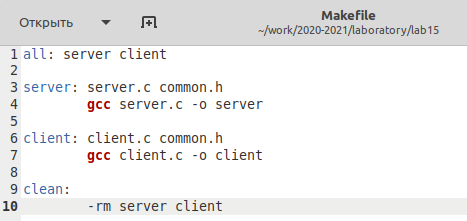 Открыть
Makefile
~/work/2020-2021/laboratory/lab15
1 all: server client
2
3 server: server.c common.h
4 gcc server.c -o server
5
6 client: client.c common.h
7 gcc client.c -o client
8
9 clean:
10 -rm server client